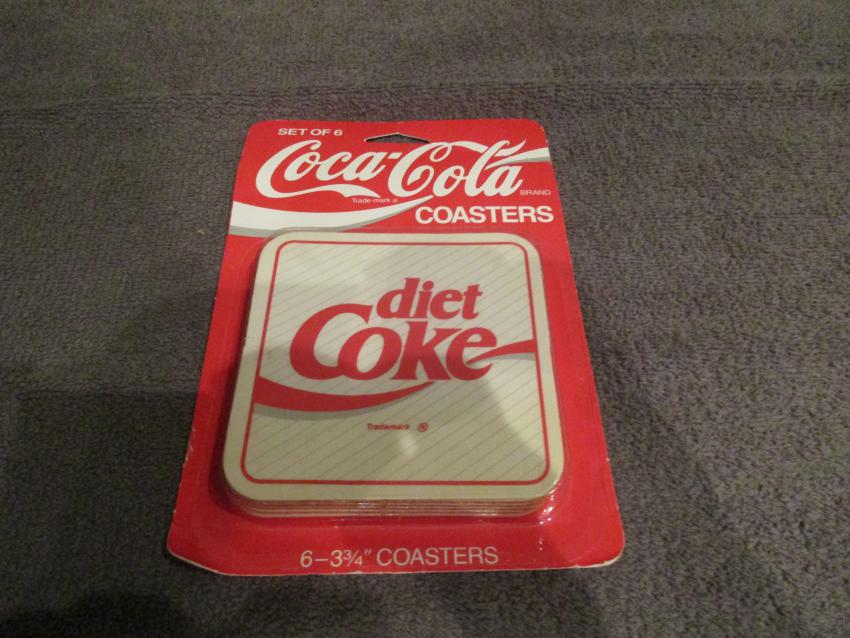 SET OF 6
Coca-Cola
Trade-mark ®
BRAND
COASTERS
diet
Coke
Trademark ®
6-3¾" COASTERS